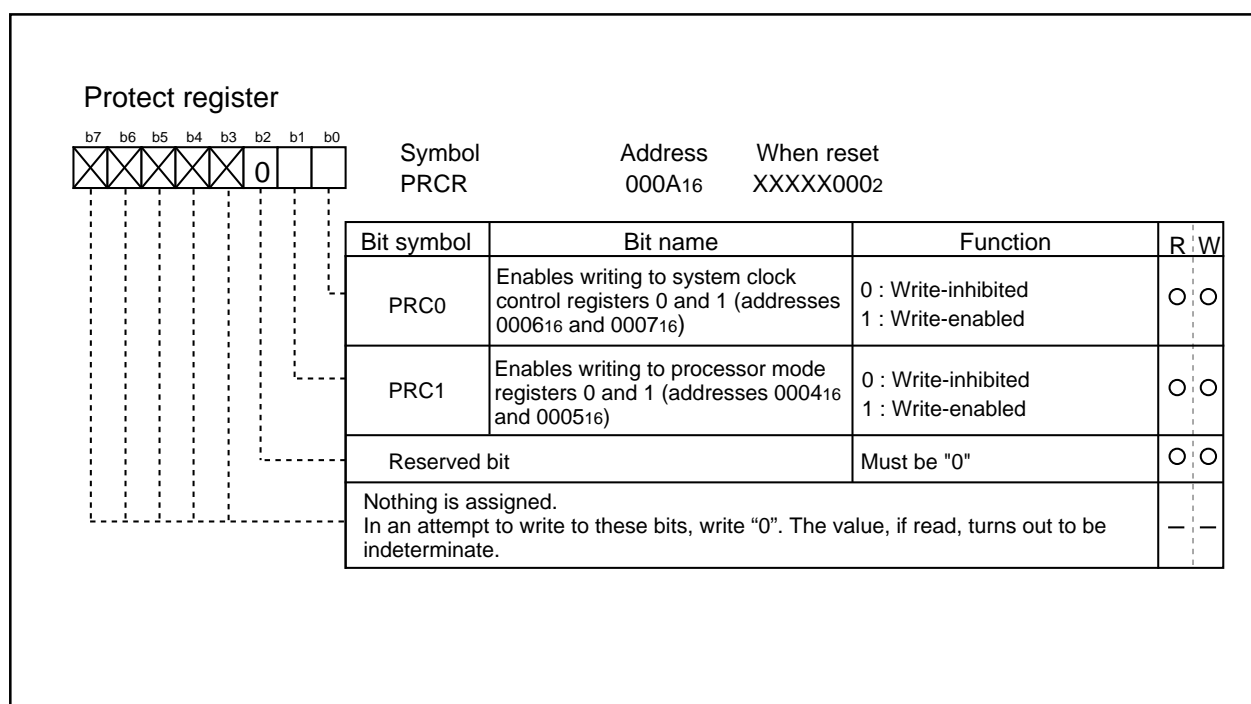 Protect register
b7 b6 b5 b4 b3 b2 b1 b0
0
Symbol Address When reset
PRCR 000A16 XXXXX0002
Bit symbol Bit name Function R W
PRC0
Enables writing to system clock
control registers 0 and 1 (addresses
000616 and 000716)
0 : Write-inhibited
1 : Write-enabled
PRC1
Enables writing to processor mode
registers 0 and 1 (addresses 000416
and 000516)
0 : Write-inhibited
1 : Write-enabled
Reserved bit Must be "0"
Nothing is assigned.
In an attempt to write to these bits, write “0”. The value, if read, turns out to be
indeterminate.
– –